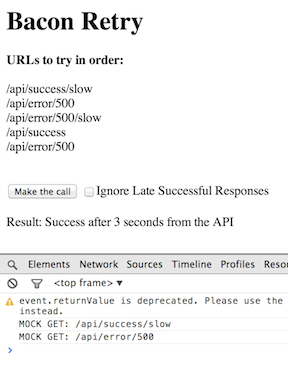 Bacon Retry
URLs to try in order:
/api/success/slow
/api/error/500
/api/error/500/slow
/api/success
/api/error/500
Make the call Ignore Late Successful Responses
Result: Success after 3 seconds from the API
Elements Network Sources Timeline Profiles Resou
<top frame> ▼
event.returnValue is deprecated. Please use the
instead.
MOCK GET: /api/success/slow
MOCK GET: /api/error/500
>